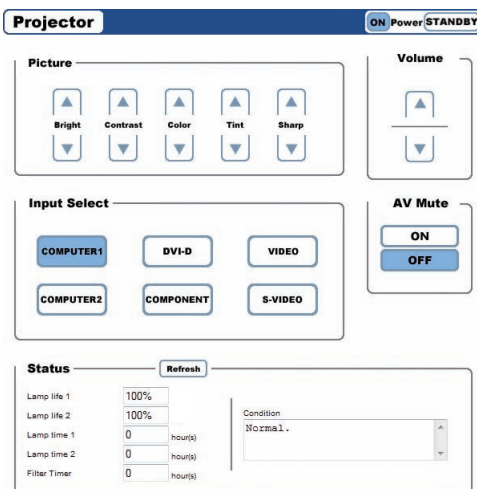 Projector ON Power STANDBY
Picture
Bright Contrast Color Tint Sharp
Volume
Input Select
COMPUTER1 DVI-D VIDEO
COMPUTER2 COMPONENT S-VIDEO
AV Mute
ON
OFF
Status Refresh
Lamp life 1 100%
Lamp life 2 100%
Lamp time 1 0 hour(s)
Lamp time 2 0 hour(s)
Filter Timer 0 hour(s)
Condition
Normal.